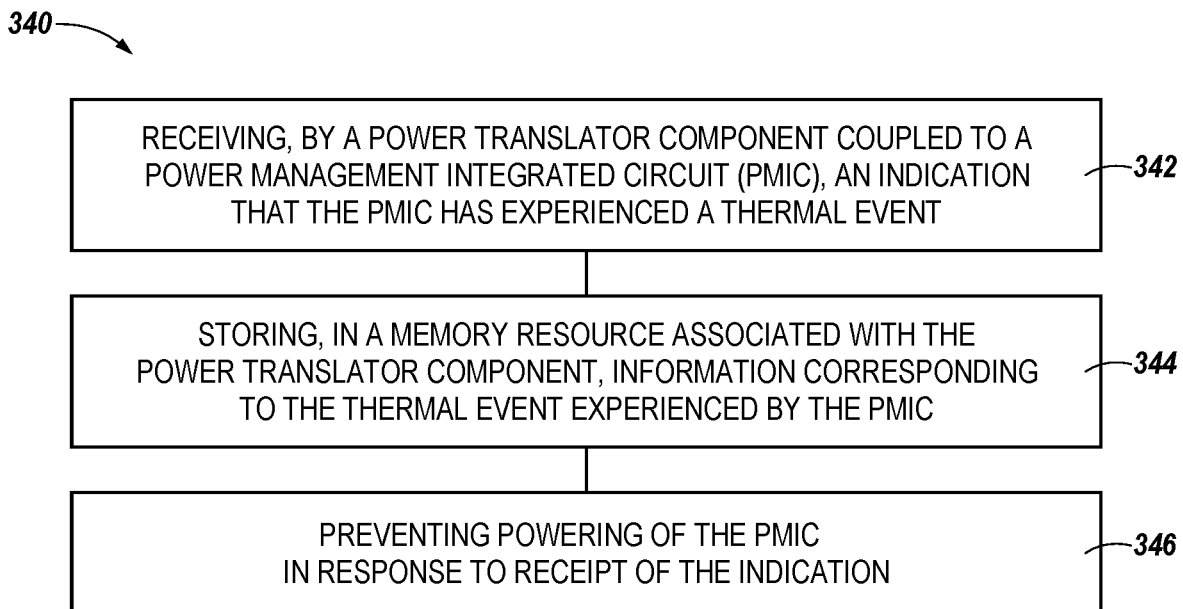 340
RECEIVING, BY A POWER TRANSLATOR COMPONENT COUPLED TO A
POWER MANAGEMENT INTEGRATED CIRCUIT (PMIC), AN INDICATION
THAT THE PMIC HAS EXPERIENCED A THERMAL EVENT
342
STORING, IN A MEMORY RESOURCE ASSOCIATED WITH THE
POWER TRANSLATOR COMPONENT, INFORMATION CORRESPONDING
TO THE THERMAL EVENT EXPERIENCED BY THE PMIC
344
PREVENTING POWERING OF THE PMIC
IN RESPONSE TO RECEIPT OF THE INDICATION
346